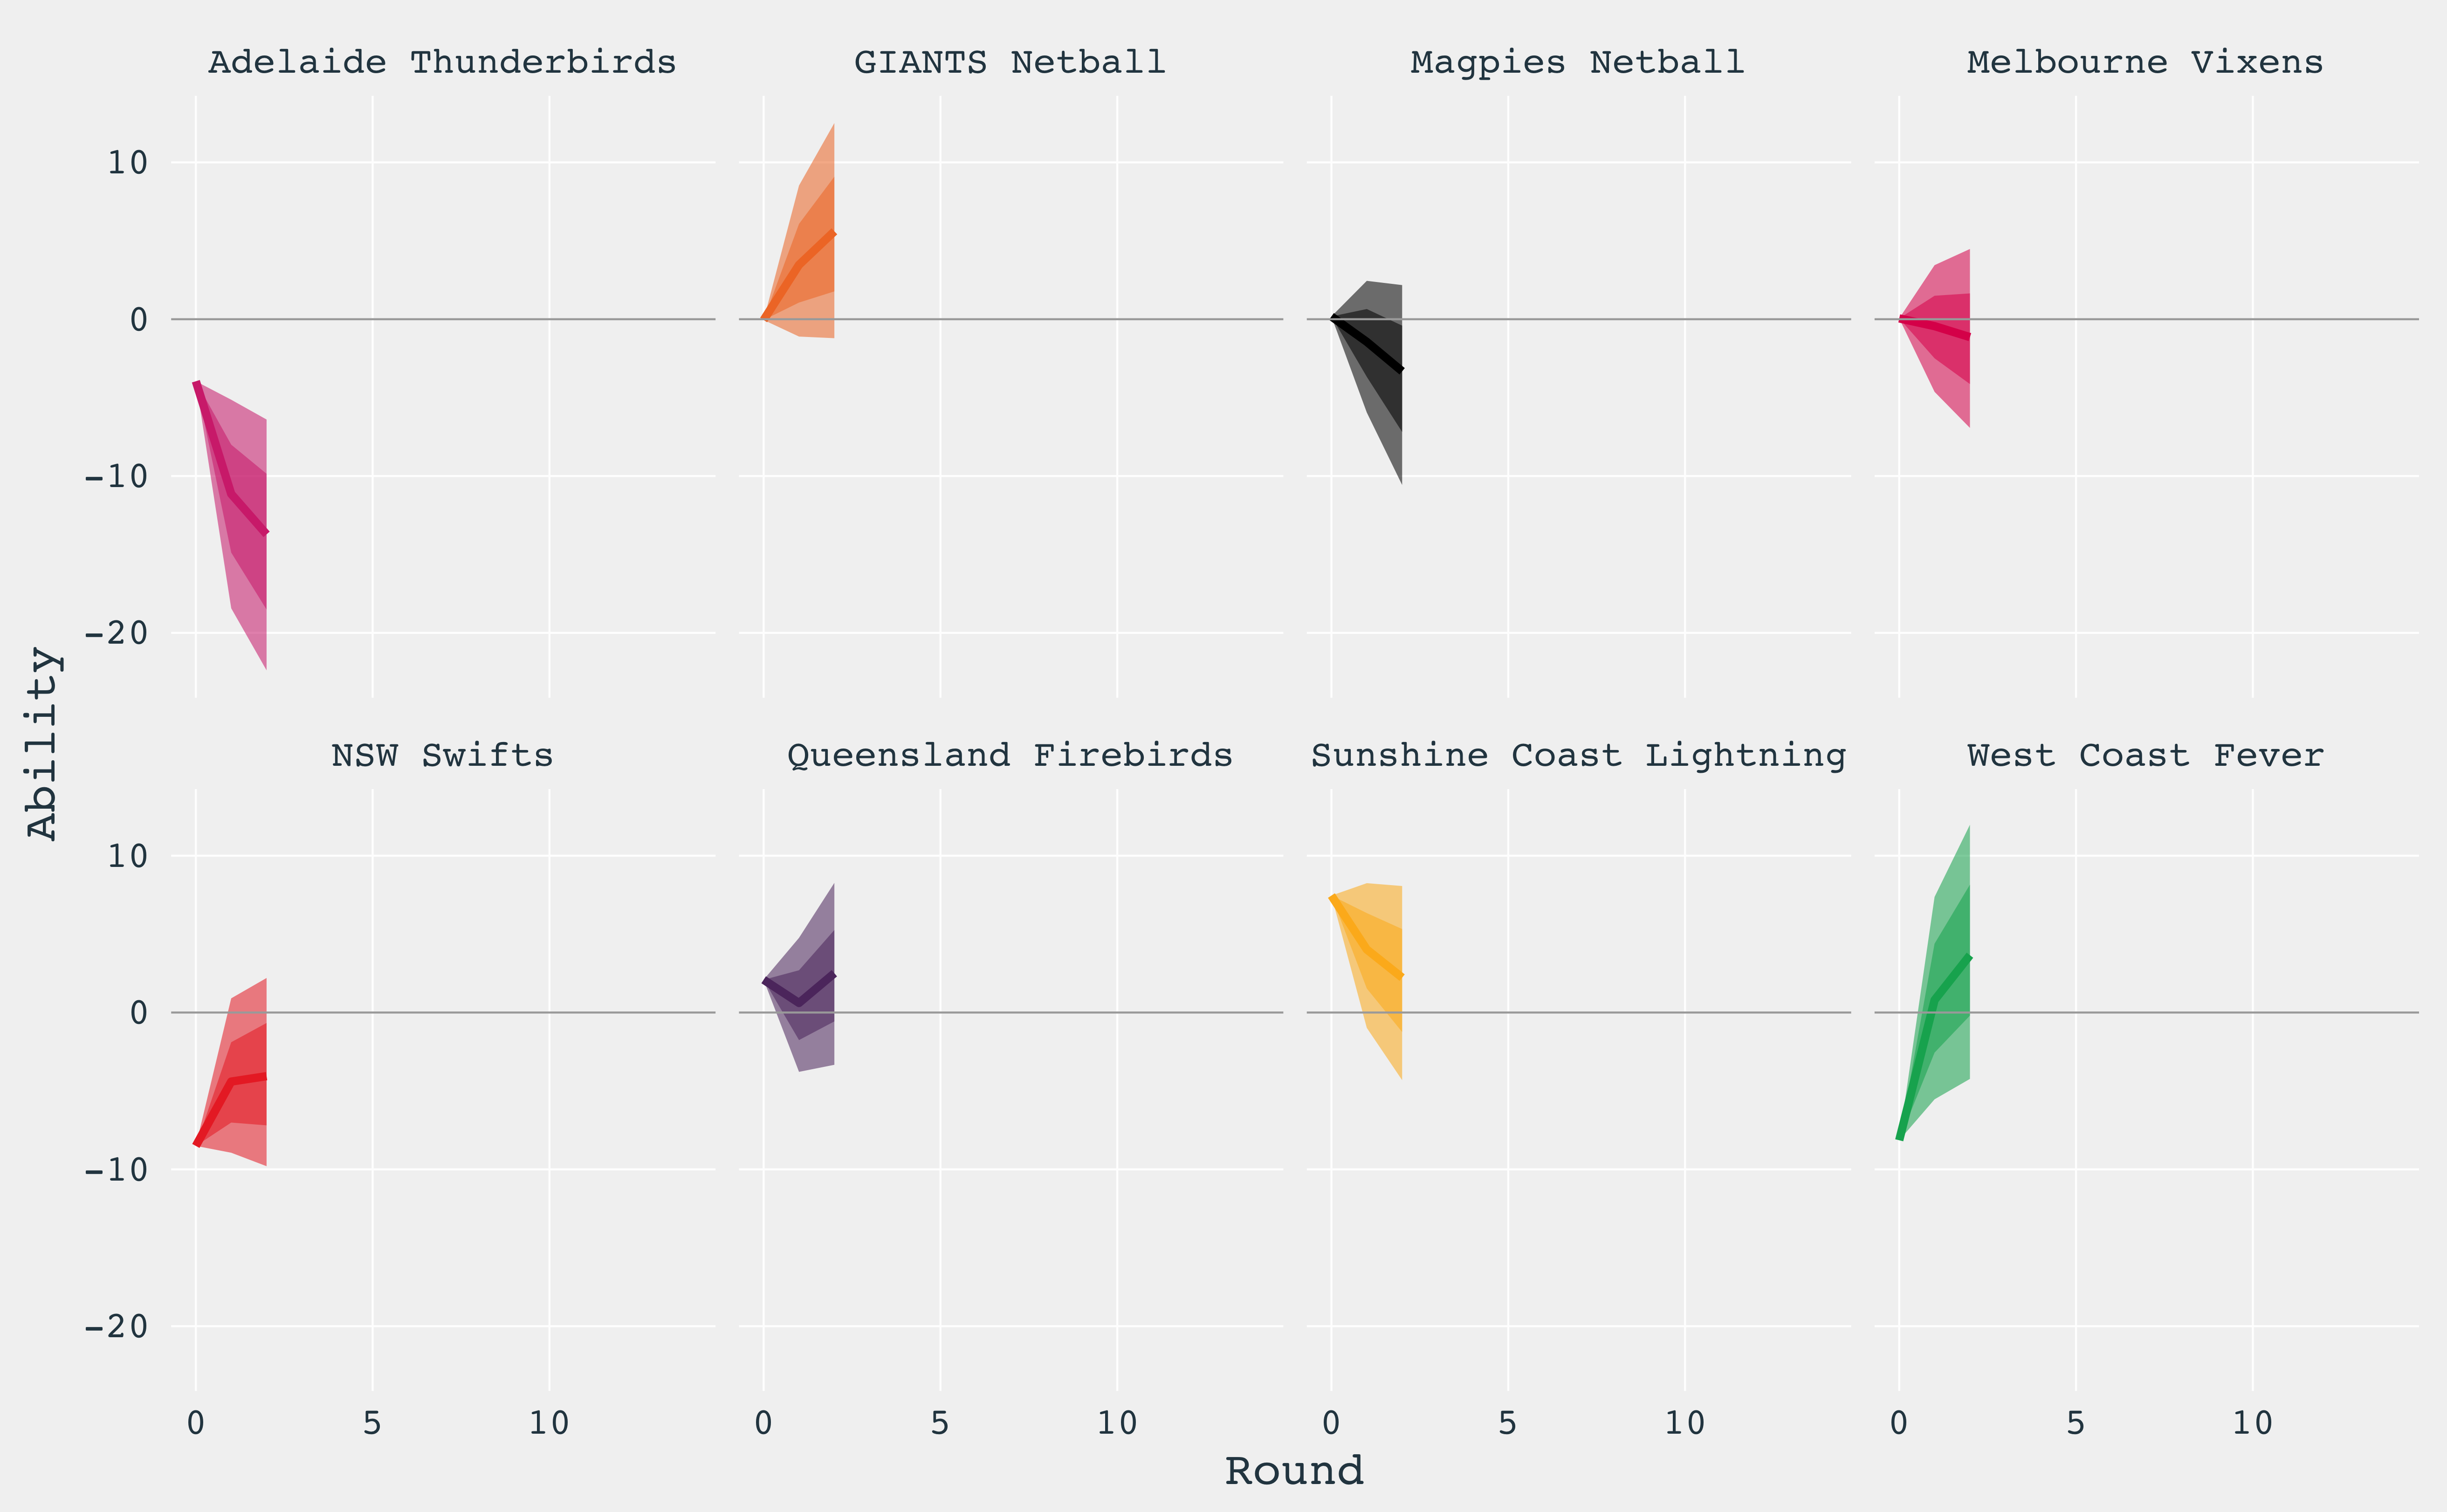 Adelaide Thunderbirds GIANTS Netball Magpies Netball Melbourne Vixens
10
0
-10
-20
Ability
NSW Swifts Queensland Firebirds Sunshine Coast Lightning West Coast Fever
10
0
-10
-20
0 5 10 0 5 10 0 5 10 0 5 10
Round